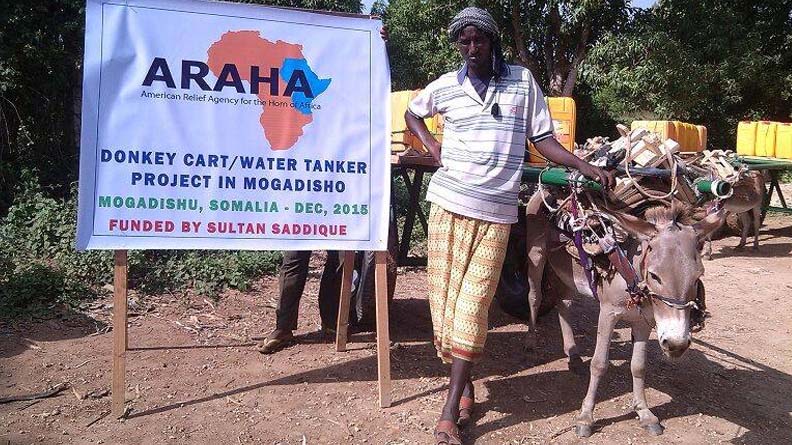 ARAHA
American Relief Agency for the Horn of Africa
DONKEY CART/WATER TANKER
PROJECT IN MOGADISHO
MOGADISHU, SOMALIA - DEC, 2015
FUNDED BY SULTAN SADDIQUE